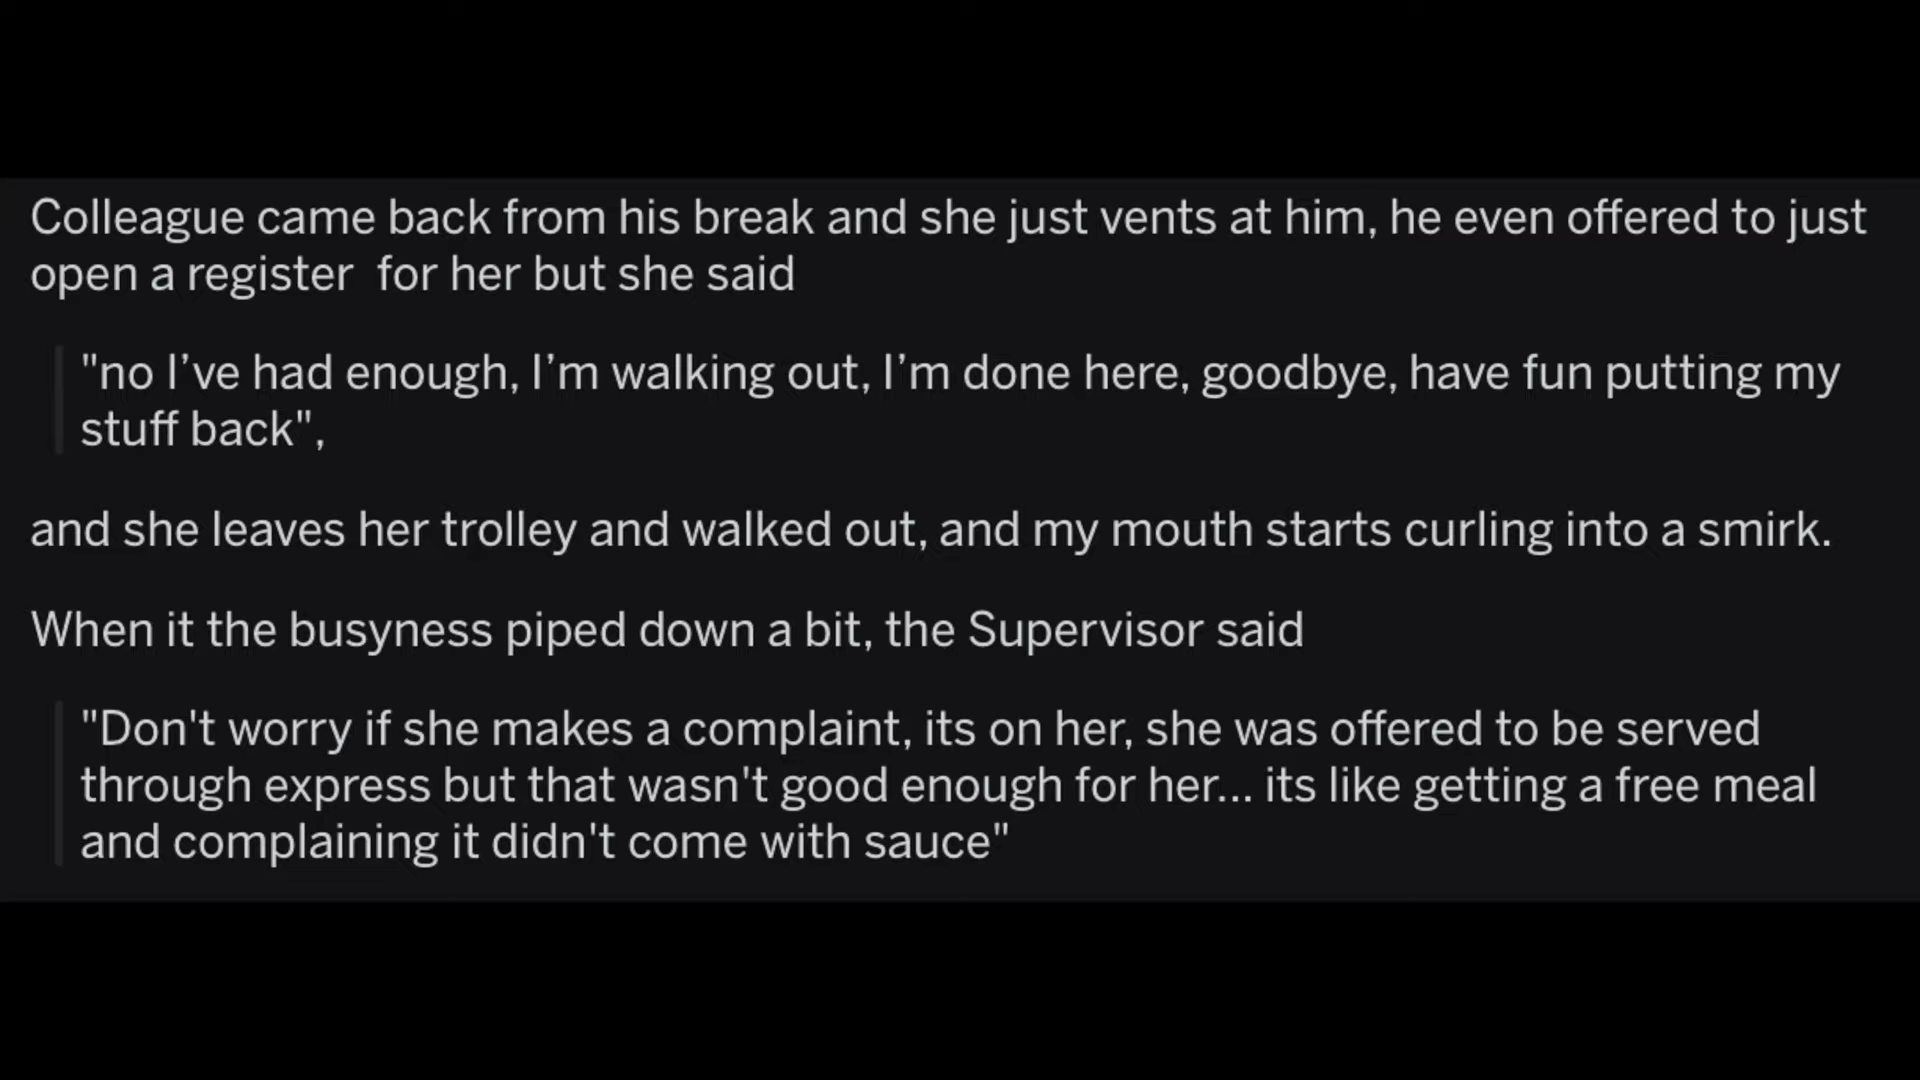 Colleague came back from his break and she just vents at him, he even offered to just
open a register  for her but she said
"no I’ve had enough, I’m walking out, I’m done here, goodbye, have fun putting my
stuff back",
and she leaves her trolley and walked out, and my mouth starts curling into a smirk.
When it the busyness piped down a bit, the Supervisor said
"Don't worry if she makes a complaint, its on her, she was offered to be served
through express but that wasn't good enough for her... its like getting a free meal
and complaining it didn't come with sauce"